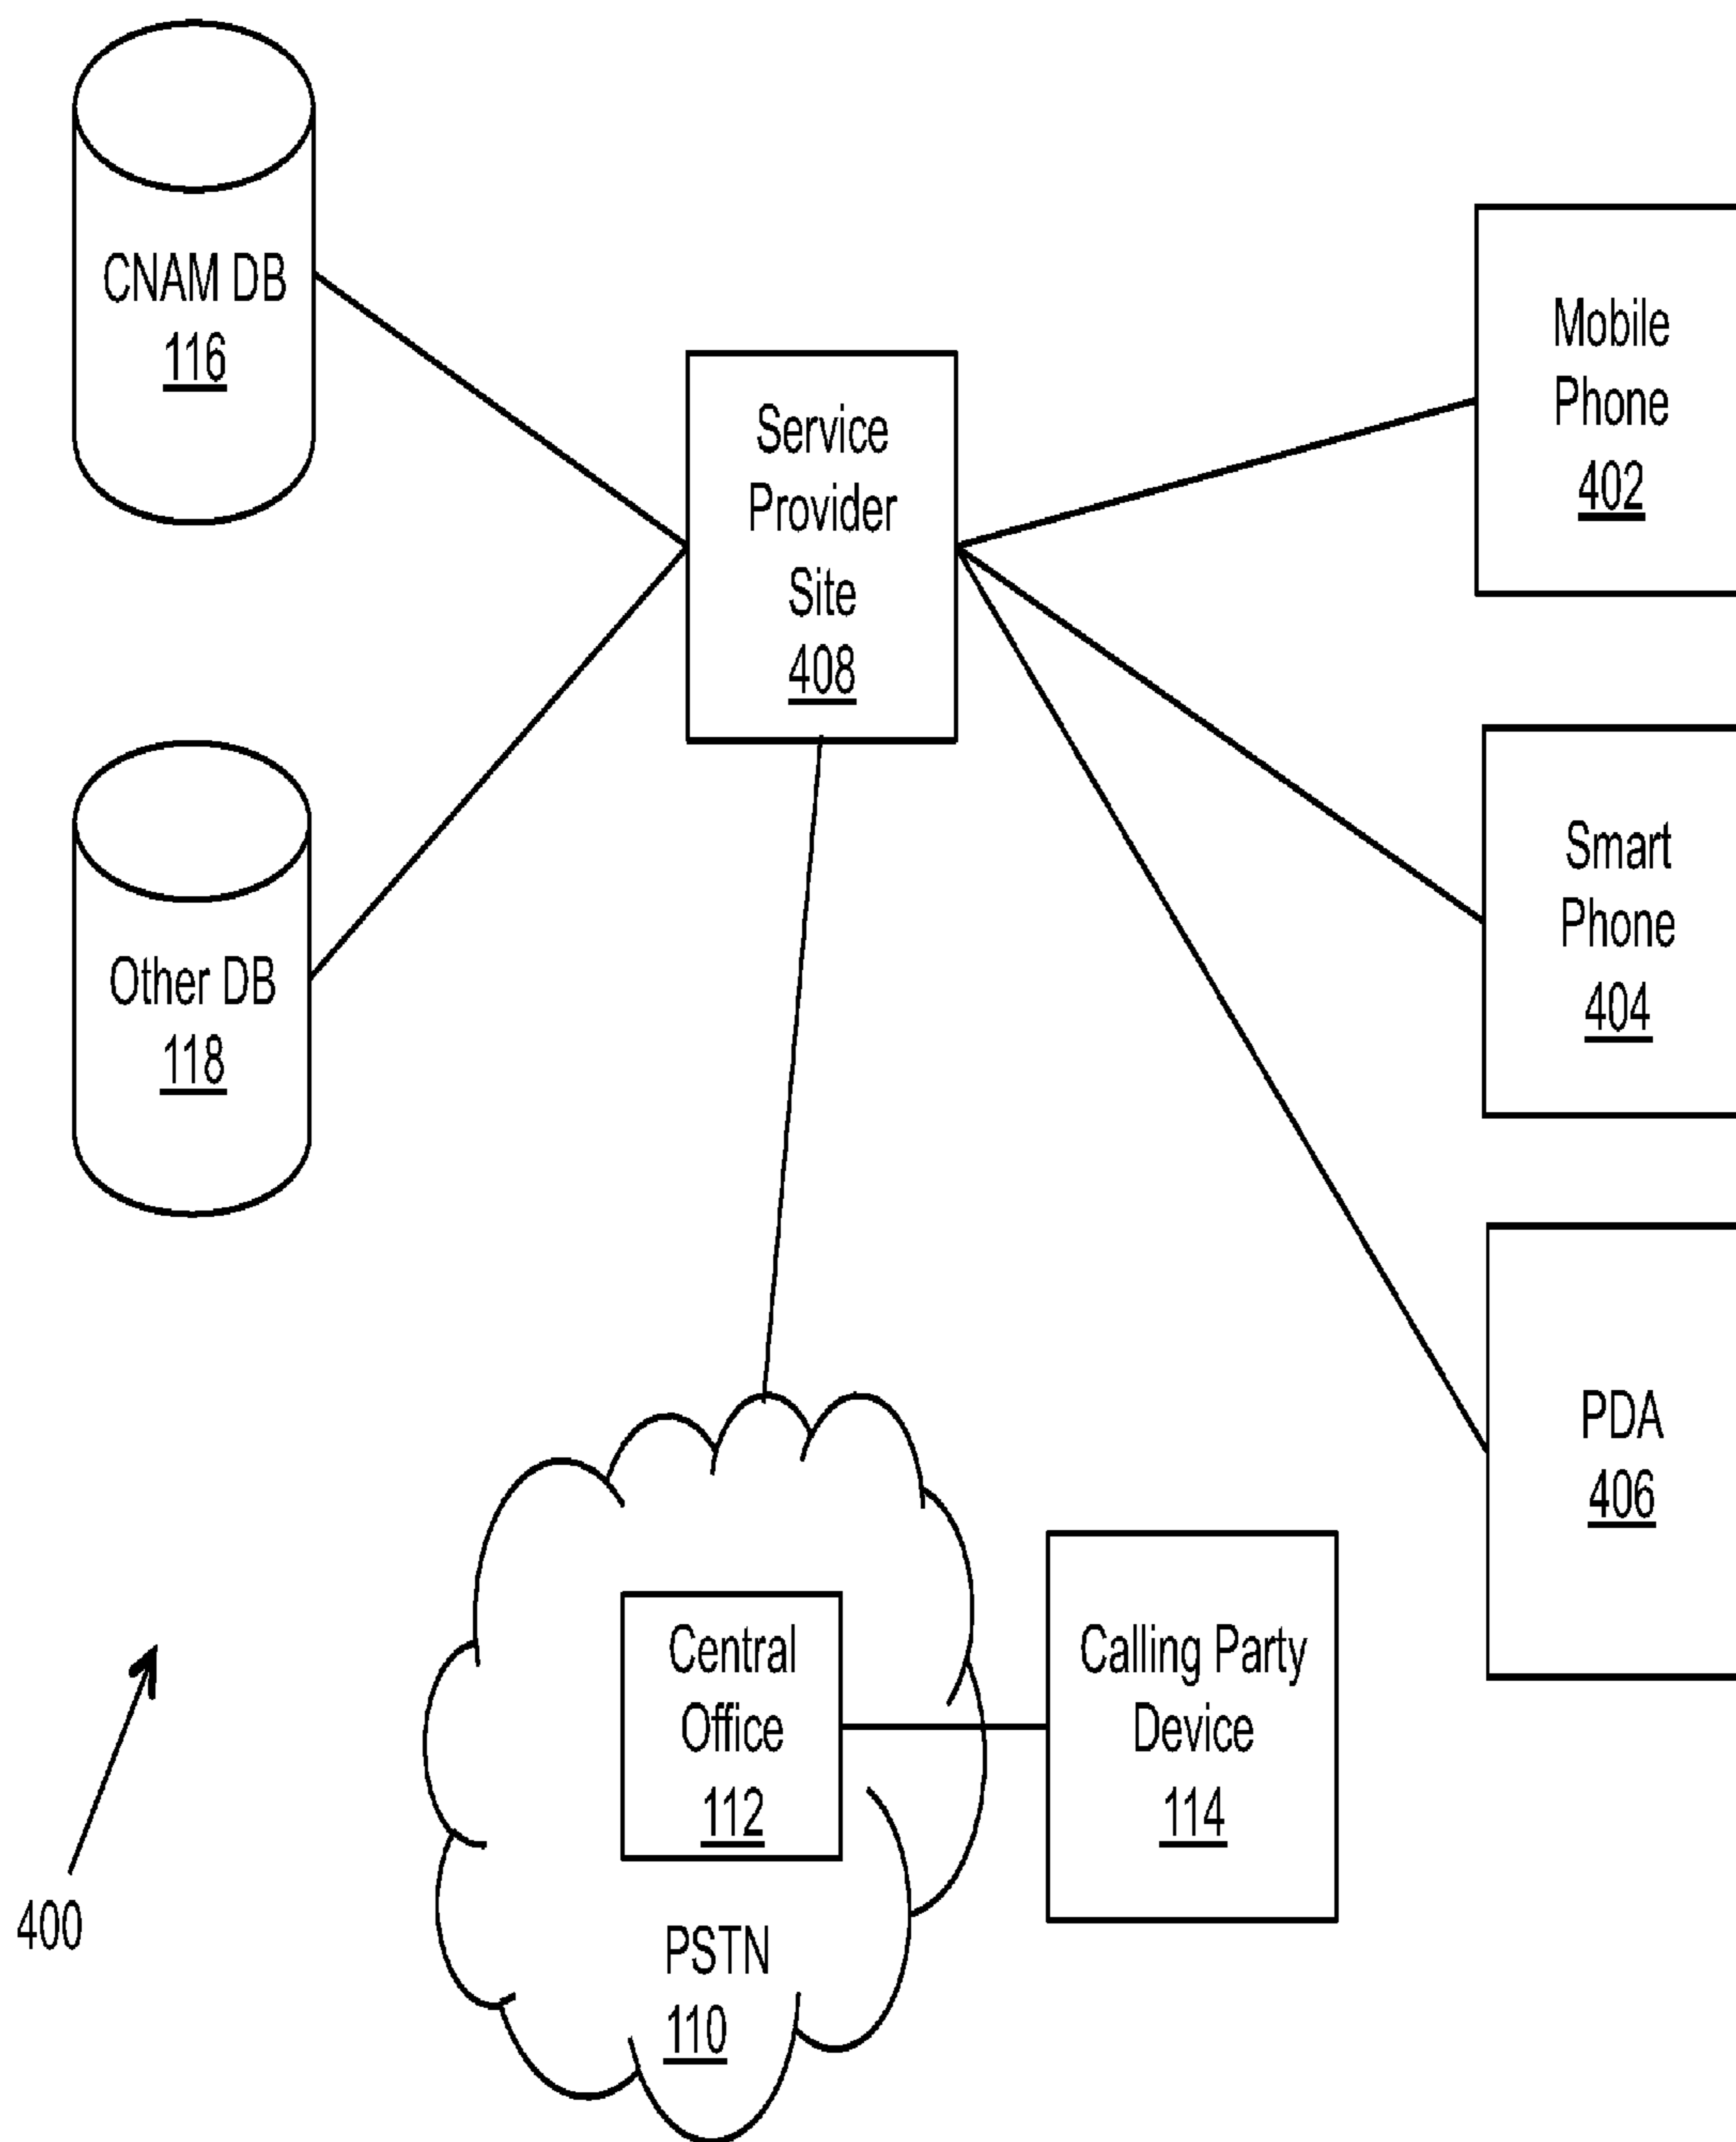 CNAM DB
116
Service
Provider
Site
408
Mobile
Phone
402
Other DB
118
Smart
Phone
404
PDA
406
Central
Office
112
Calling Party
Device
114
PSTN
110
400